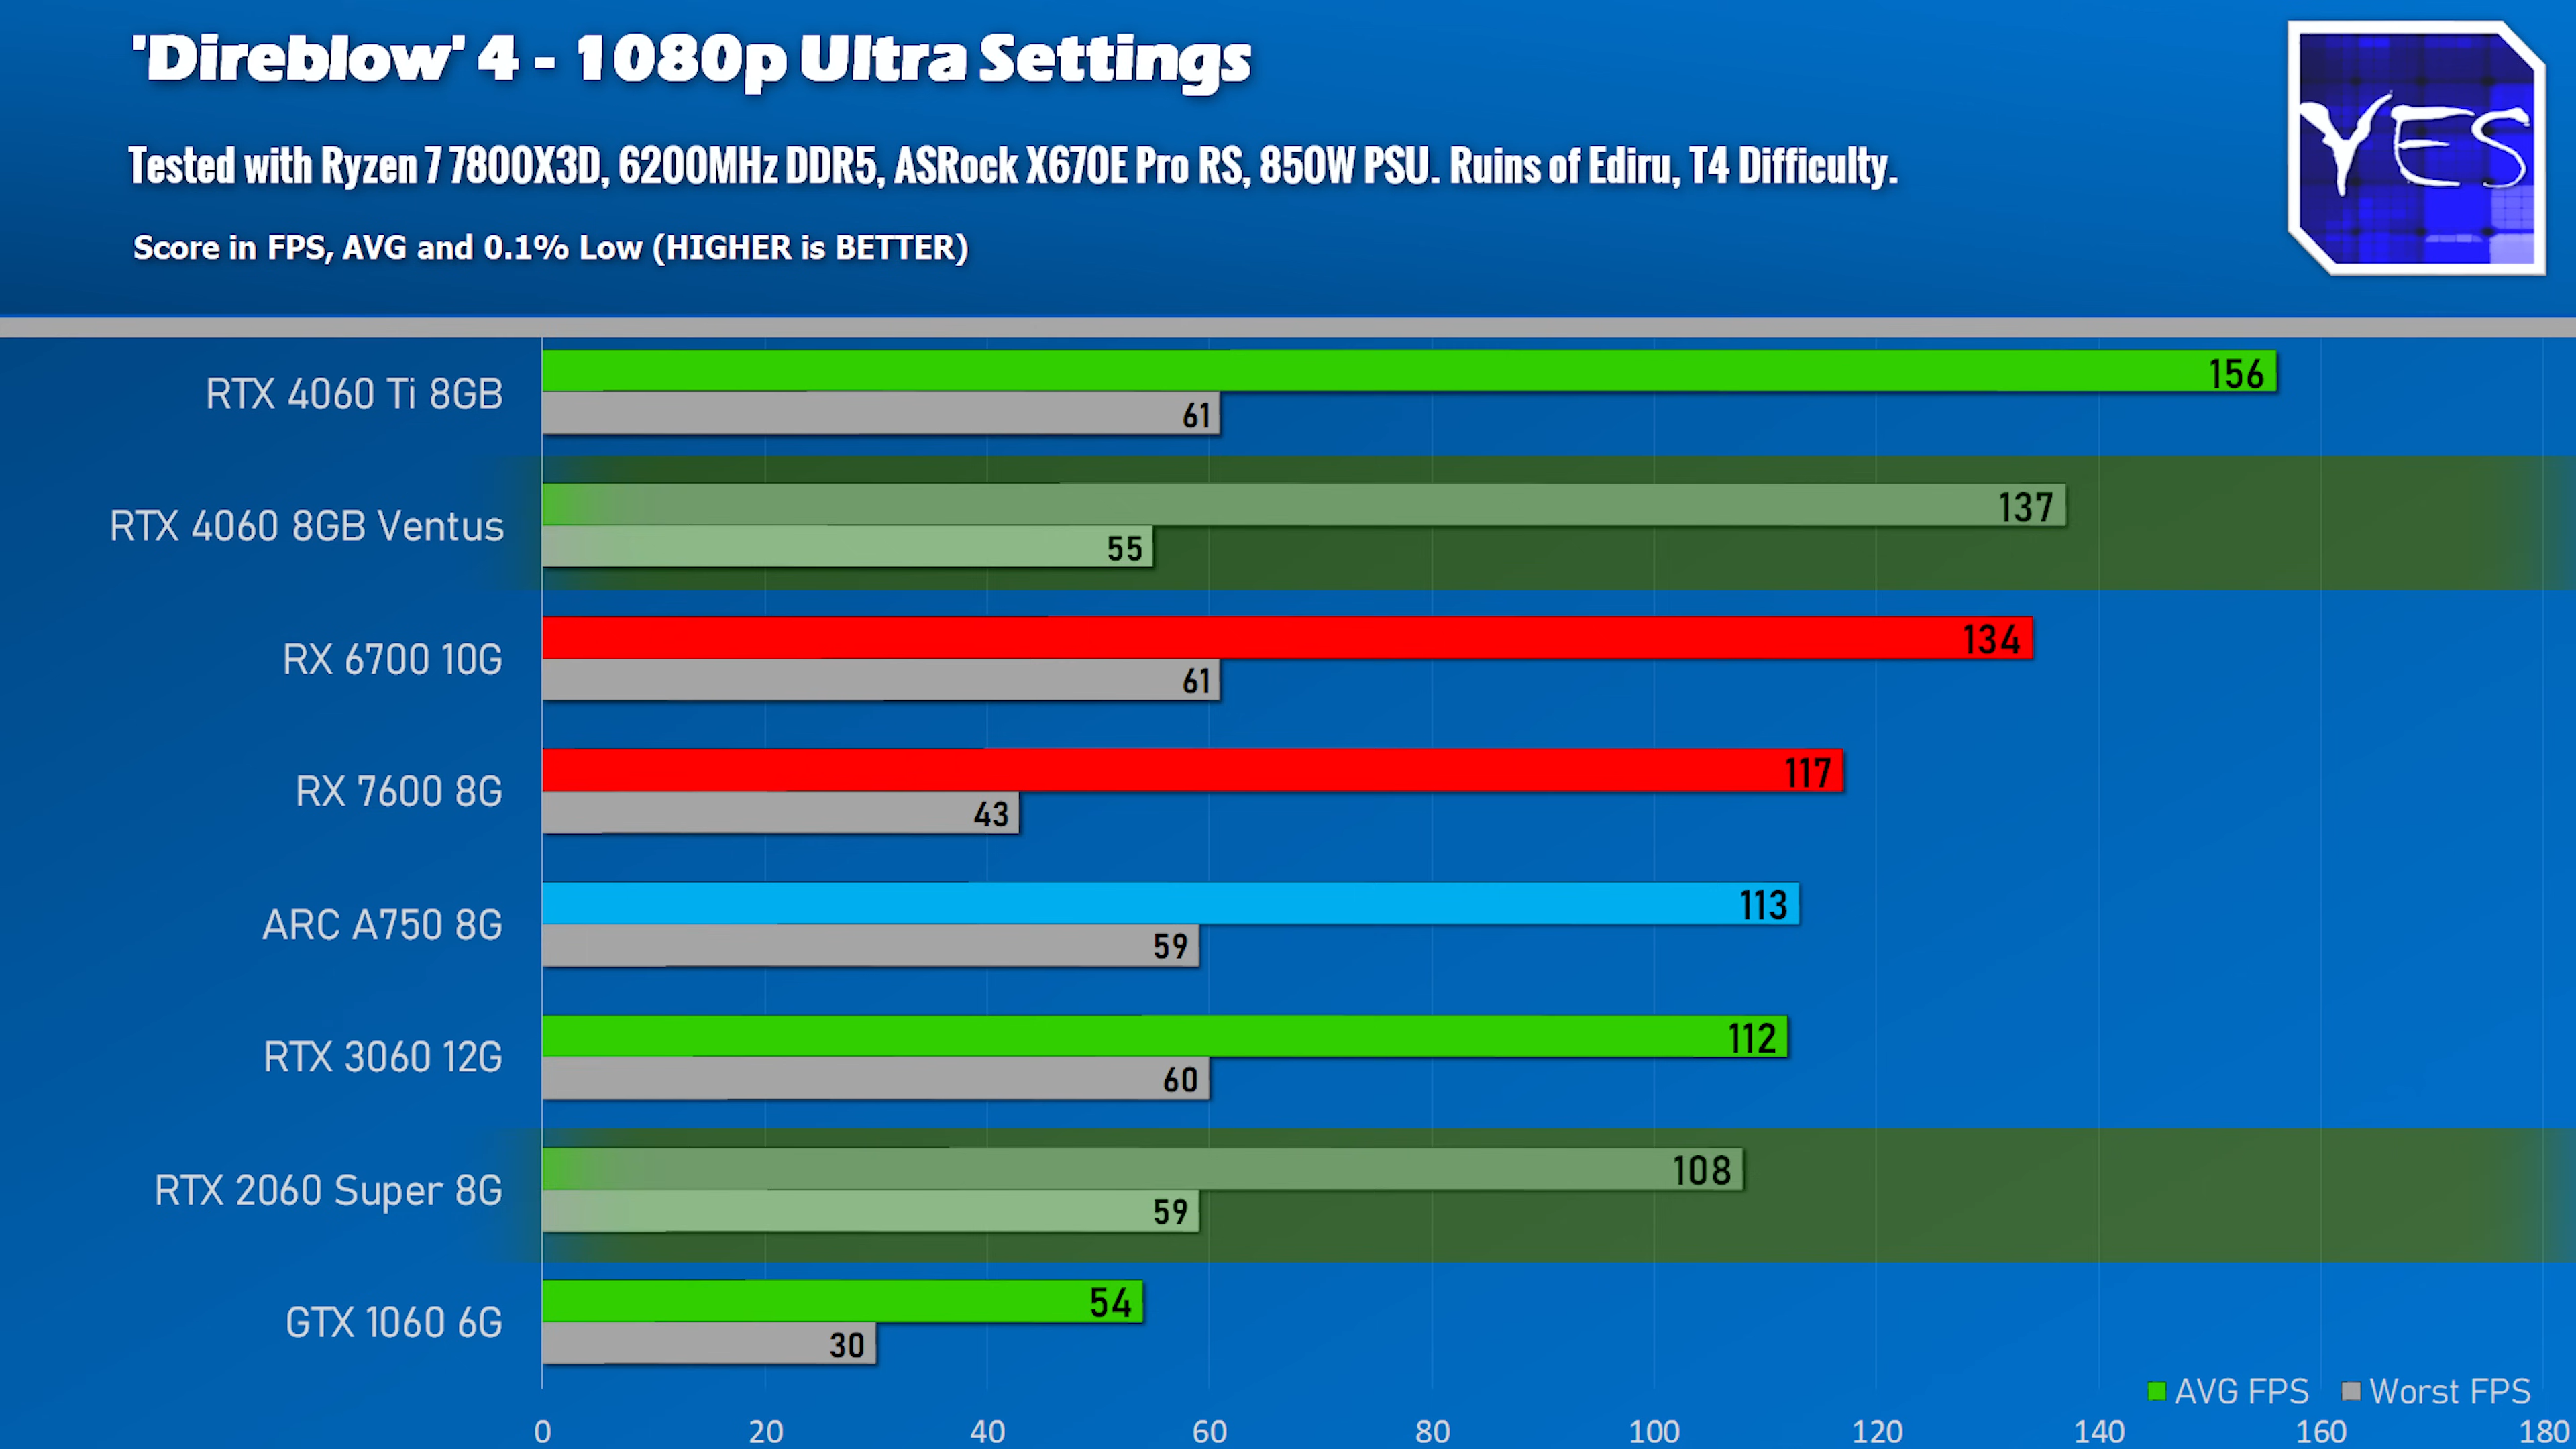 'Direblow' 4 - 1080p Ultra Settings
YES
Tested with Ryzen 7 7800X3D, 6200MHz DDR5, ASRock X670E Pro RS, 850W PSU. Ruins of Ediru, T4 Difficulty.
Score in FPS, AVG and 0.1% Low (HIGHER is BETTER)
RTX 4060 Ti 8GB
156
61
RTX 4060 8GB Ventus
137
55
RX 6700 10G
134
61
RX 7600 8G
117
43
ARC A750 8G
113
59
RTX 3060 12G
112
60
RTX 2060 Super 8G
108
59
GTX 1060 6G
54
30
AVG FPS Worst FPS
0 20 40 60 80 100 120 140 160 180